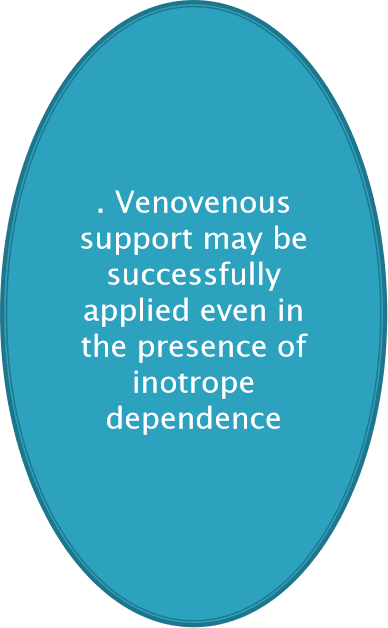 . Venovenous
support may be
successfully
applied even in
the presence of
inotrope
dependence